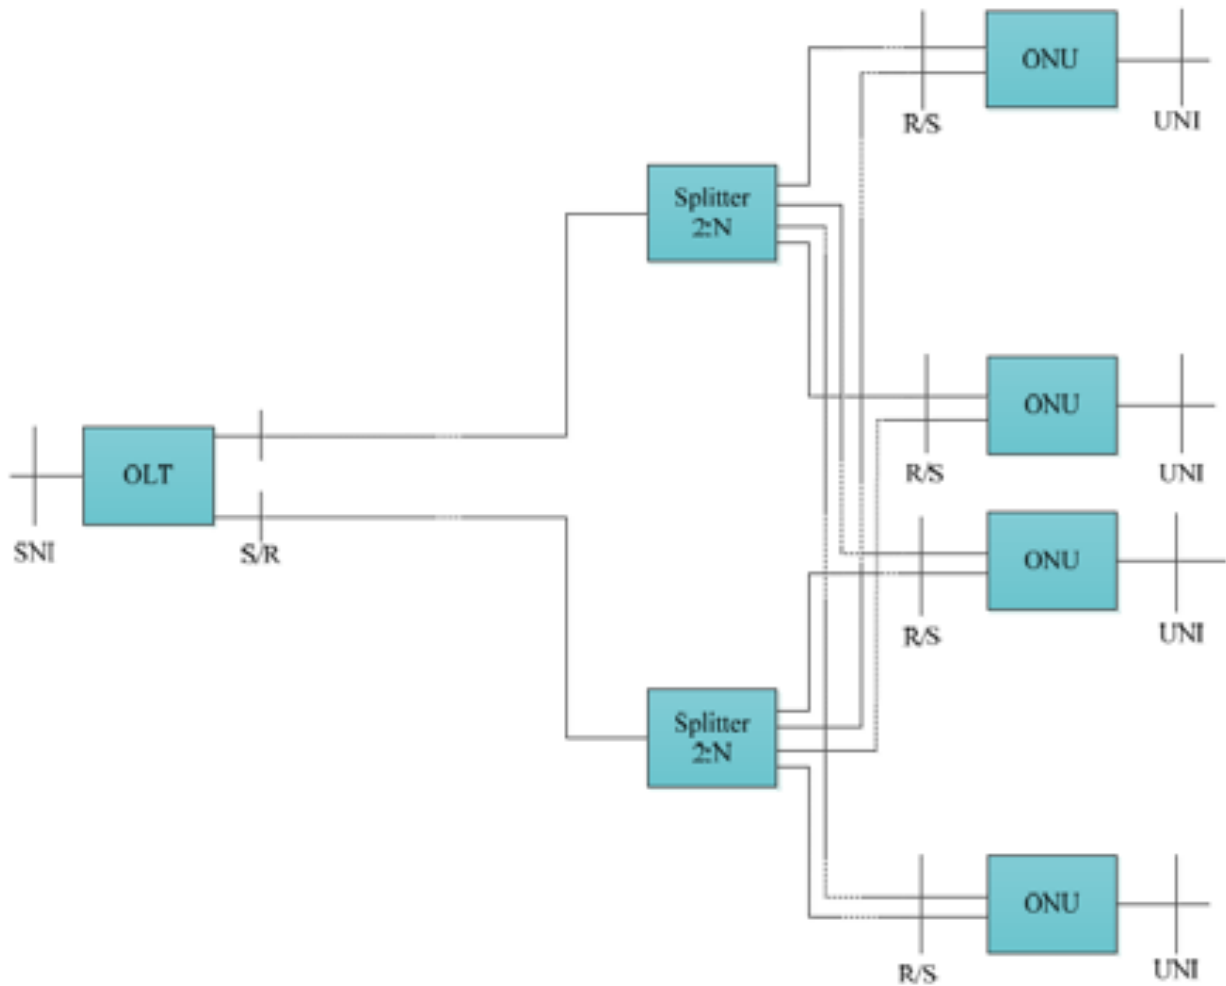 ONU
R/S
UNI
Splitter
2:N
ONU
R/S
UNI
OLT
SNI
S/R
ONU
R/S
UNI
Splitter
2:N
ONU
R/S
UNI